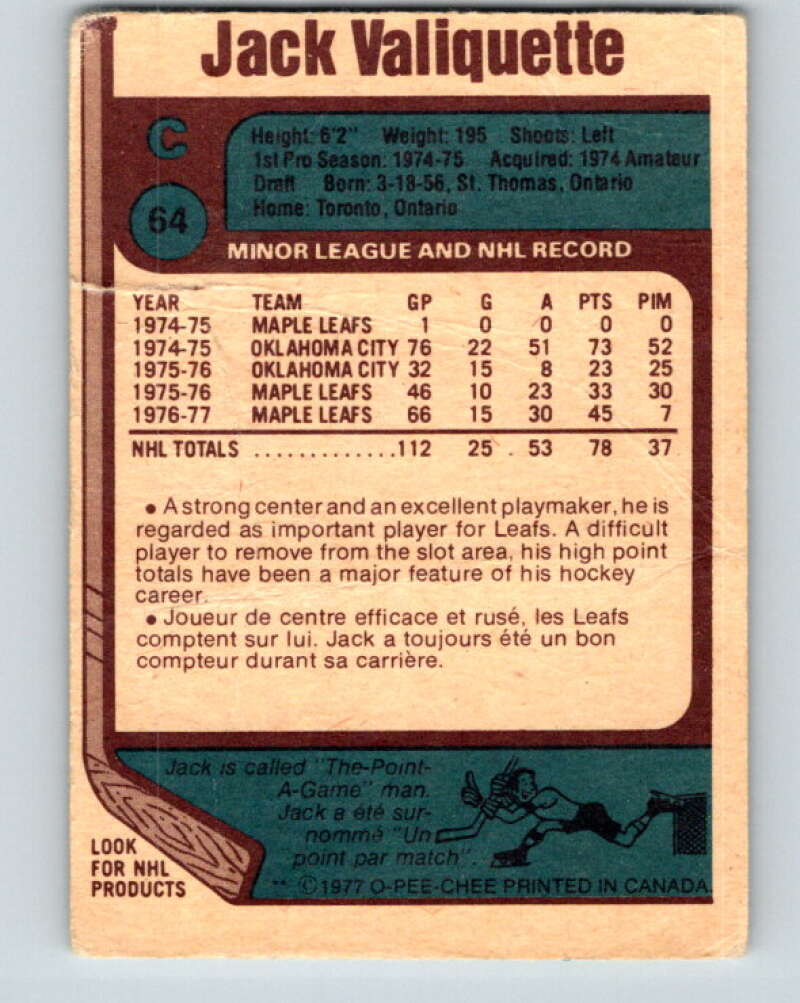 Jack Valiquette
C
Height: 6'2" Weight: 195 Shoots: Left
1st Pro Season: 1974-75 Acquired: 1974 Amateur
Draft Born: 3-18-56, St. Thomas, Ontario
Home: Toronto, Ontario
64
MINOR LEAGUE AND NHL RECORD
YEAR TEAM GP G A PTS PIM
1974-75 MAPLE LEAFS 1 0 0 0 0
1974-75 OKLAHOMA CITY 76 22 51 73 52
1975-76 OKLAHOMA CITY 32 15 8 23 25
1975-76 MAPLE LEAFS 46 10 23 33 30
1976-77 MAPLE LEAFS 66 15 30 45 7
NHL TOTALS .............112 25 53 78 37
• A strong center and an excellent playmaker, he is
regarded as important player for Leafs. A difficult
player to remove from the slot area, his high point
totals have been a major feature of his hockey
career.
• Joueur de centre efficace et rusé, les Leafs
comptent sur lui. Jack a toujours été un bon
compteur durant sa carrière.
Jack is called "The-Point-
A-Game" man.
Jack a été sur-
nommé "Un
point par match".
LOOK
FOR NHL
PRODUCTS
** ©1977 O-PEE-CHEE PRINTED IN CANADA